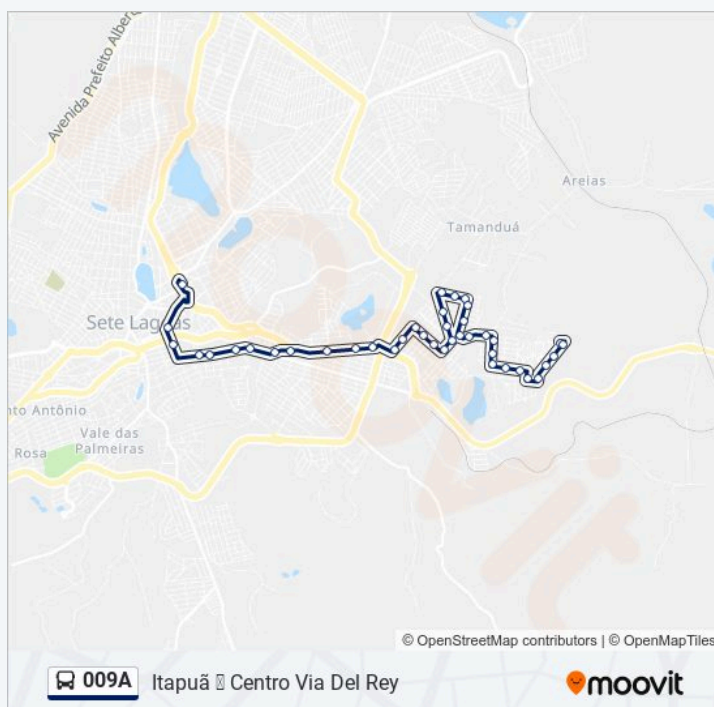 Avenida Prefeito Alberg
Areias
Tamanduá
Sete Lagoas
nto Antônio
Vale das
Palmeiras
Rosa
© OpenStreetMap contributors | © OpenMapTiles
009A Itapuã ▯ Centro Via Del Rey
moovit